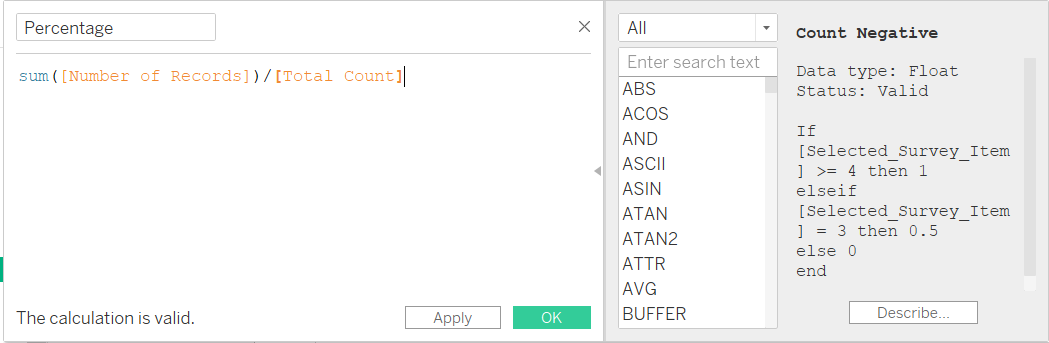 Percentage
sum([Number of Records])/[Total Count]
The calculation is valid.
Apply
OK
All
Enter search text
ABS
ACOS
AND
ASCII
ASIN
ATAN
ATAN2
ATTR
AVG
BUFFER
Count Negative
Data type: Float
Status: Valid
If
[Selected_Survey_Item
] >= 4 then 1
elseif
[Selected_Survey_Item
] = 3 then 0.5
else 0
end
Describe...